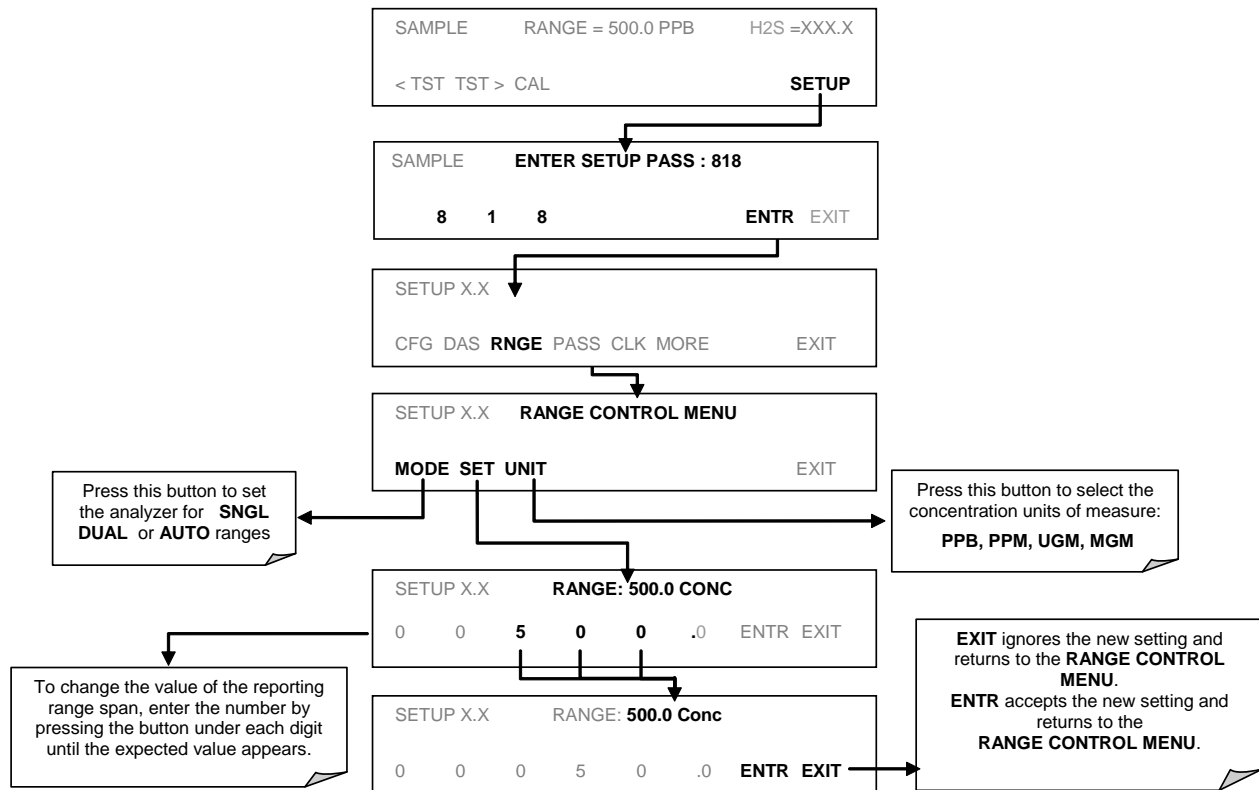 SAMPLE RANGE = 500.0 PPB H2S =XXX.X
< TST TST > CAL SETUP
SAMPLE ENTER SETUP PASS : 818
8 1 8 ENTR EXIT
SETUP X.X
CFG DAS RNGE PASS CLK MORE EXIT
SETUP X.X RANGE CONTROL MENU
MODE SET UNIT EXIT
Press this button to set
the analyzer for SNGL
DUAL or AUTO ranges
Press this button to select the
concentration units of measure:
PPB, PPM, UGM, MGM
SETUP X.X RANGE: 500.0 CONC
0 0 5 0 0 .0 ENTR EXIT
To change the value of the reporting
range span, enter the number by
pressing the button under each digit
until the expected value appears.
SETUP X.X RANGE: 500.0 Conc
0 0 0 5 0 .0 ENTR EXIT
EXIT ignores the new setting and
returns to the RANGE CONTROL
MENU.
ENTR accepts the new setting and
returns to the
RANGE CONTROL MENU.